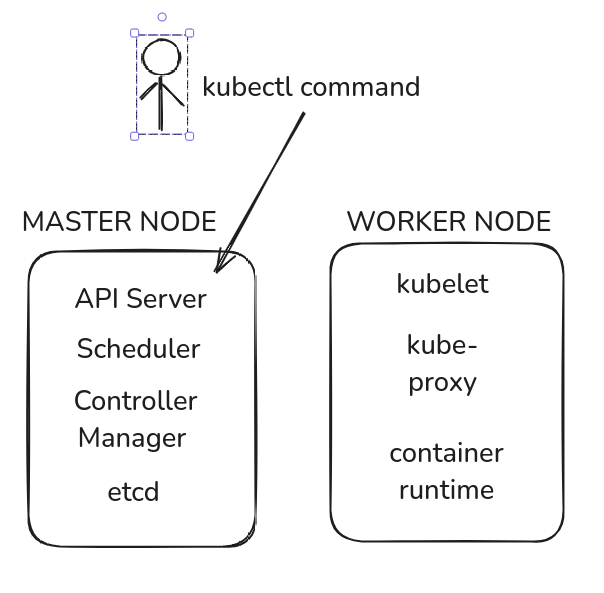 kubectl command
MASTER NODE
API Server
Scheduler
Controller
Manager
etcd
WORKER NODE
kubelet
kube-
proxy
container
runtime